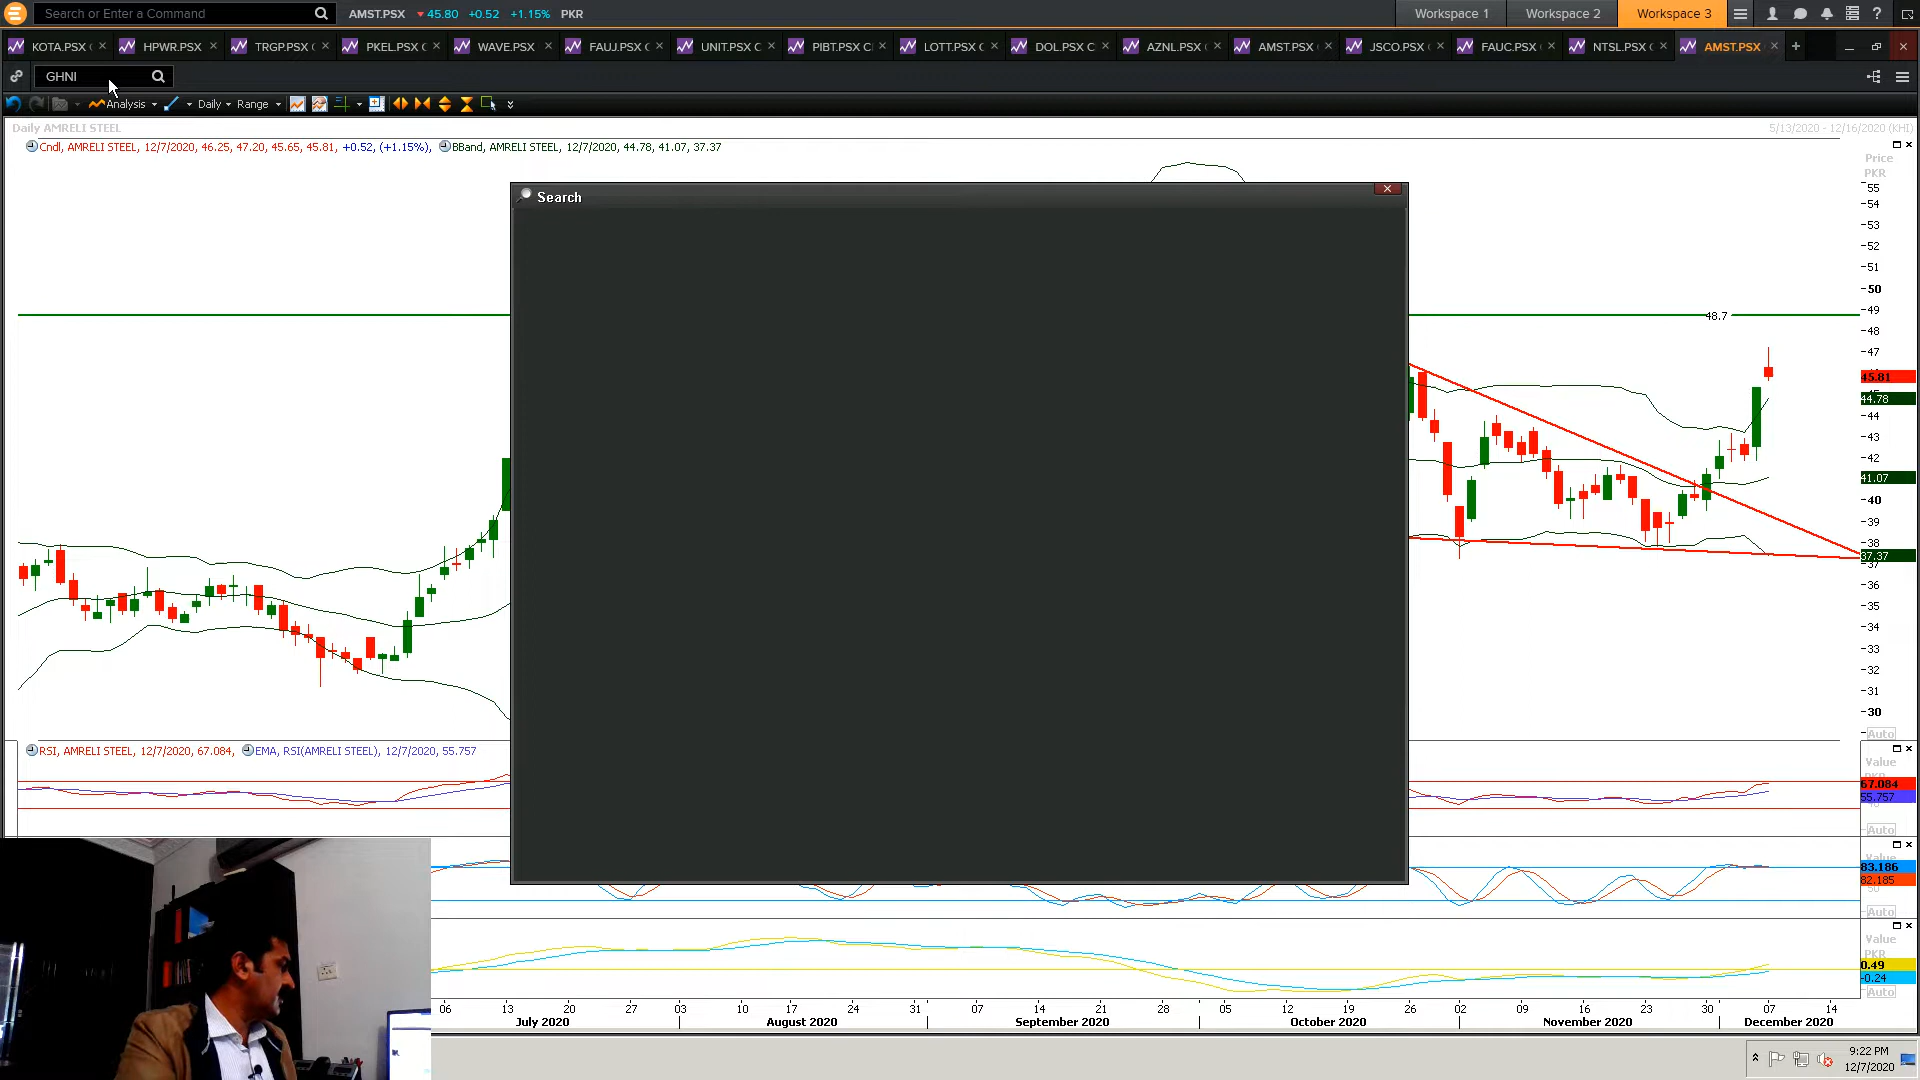 Search or Enter a Command
AMST.PSX 45.80 +0.52 +1.15% PKR
Workspace 1
Workspace 2
Workspace 3
KOTA.PSX (
HPWR.PSX
TRGP.PSX (
PKEL.PSX (
WAVE.PSX
FAUJ.PSX (
UNIT.PSX C
PIBT.PSX C
LOTT.PSX C
DOL.PSX C
AZNL.PSX (
AMST.PSX
JSCO.PSX (
FAUC.PSX
NTSL.PSX (
AMST.PSX
GHNI
Analysis Daily Range
Daily AMRELI STEEL
5/13/2020 - 12/16/2020 (KHI)
Cndl, AMRELI STEEL, 12/7/2020, 46.25, 47.20, 45.65, 45.81, +0.52, (+1.15%), BBand, AMRELI STEEL, 12/7/2020, 44.78, 41.07, 37.37
Search
Price
PKR
55
54
53
52
51
50
49
48.7
48
47
45.81
44.78
44
43
42
41.07
40
39
38
37.37
37
36
35
34
33
32
31
30
Auto
RSI, AMRELI STEEL, 12/7/2020, 67.084, EMA, RSI(AMRELI STEEL), 12/7/2020, 55.757
Value
67.084
55.757
Auto
Value
83.186
82.185
Auto
Value
PKR
0.49
-0.24
Auto
06 13 20 27 03 10 17 24 31 07 14 21 28 05 12 19 26 02 09 16 23 30 07 14
July 2020 August 2020 September 2020 October 2020 November 2020 December 2020
9:22 PM
12/7/2020